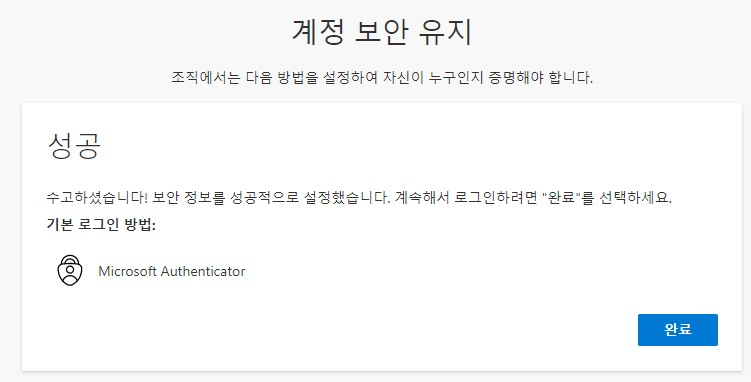 계정 보안 유지
조직에서는 다음 방법을 설정하여 자신이 누구인지 증명해야 합니다.
성공
수고하셨습니다! 보안 정보를 성공적으로 설정했습니다. 계속해서 로그인하려면 "완료"를 선택하세요.
기본 로그인 방법:
Microsoft Authenticator
완료